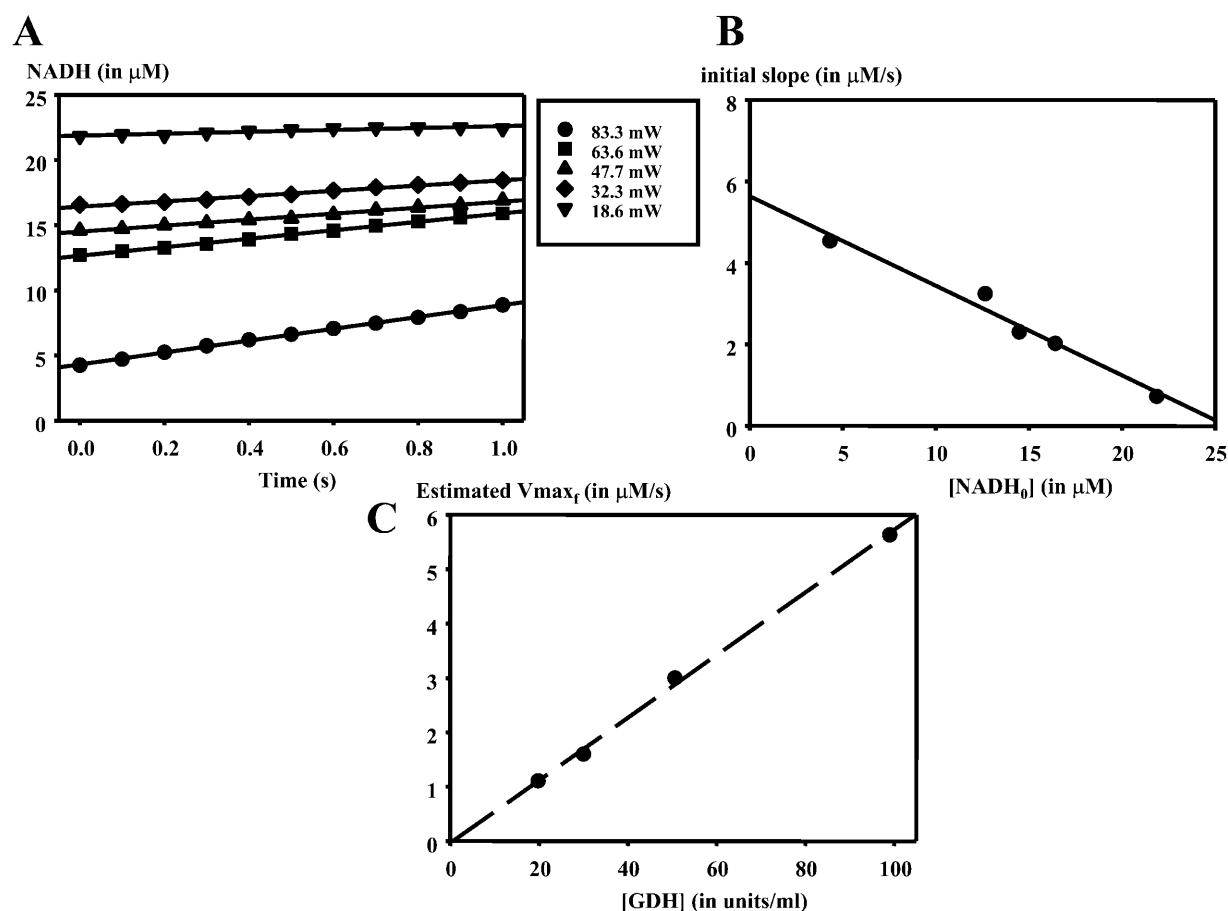 A
NADH (in μM)
25
20
15
10
5
0
0.0 0.2 0.4 0.6 0.8 1.0
Time (s)
83.3 mW
63.6 mW
47.7 mW
32.3 mW
18.6 mW
B
initial slope (in μM/s)
8
6
4
2
0
0 5 10 15 20 25
[NADH₀] (in μM)
C
Estimated Vmaxf (in μM/s)
6
5
4
3
2
1
0
0 20 40 60 80 100
[GDH] (in units/ml)